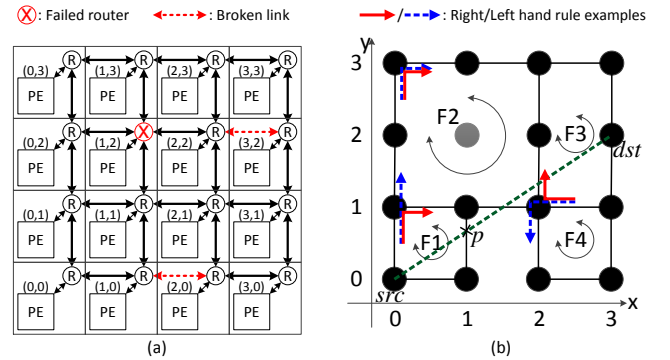 X : Failed router
: Broken link
/ : Right/Left hand rule examples
R R R R
(0,3) (1,3) (2,3) (3,3)
PE PE PE PE
R X R R
(0,2) (1,2) (2,2) (3,2)
PE PE PE PE
R R R R
(0,1) (1,1) (2,1) (3,1)
PE PE PE PE
R R R R
(0,0) (1,0) (2,0) (3,0)
PE PE PE PE
(a)
y
3
2 F2 F3
dst
1
F1 p F4
0
src x
0 1 2 3
(b)